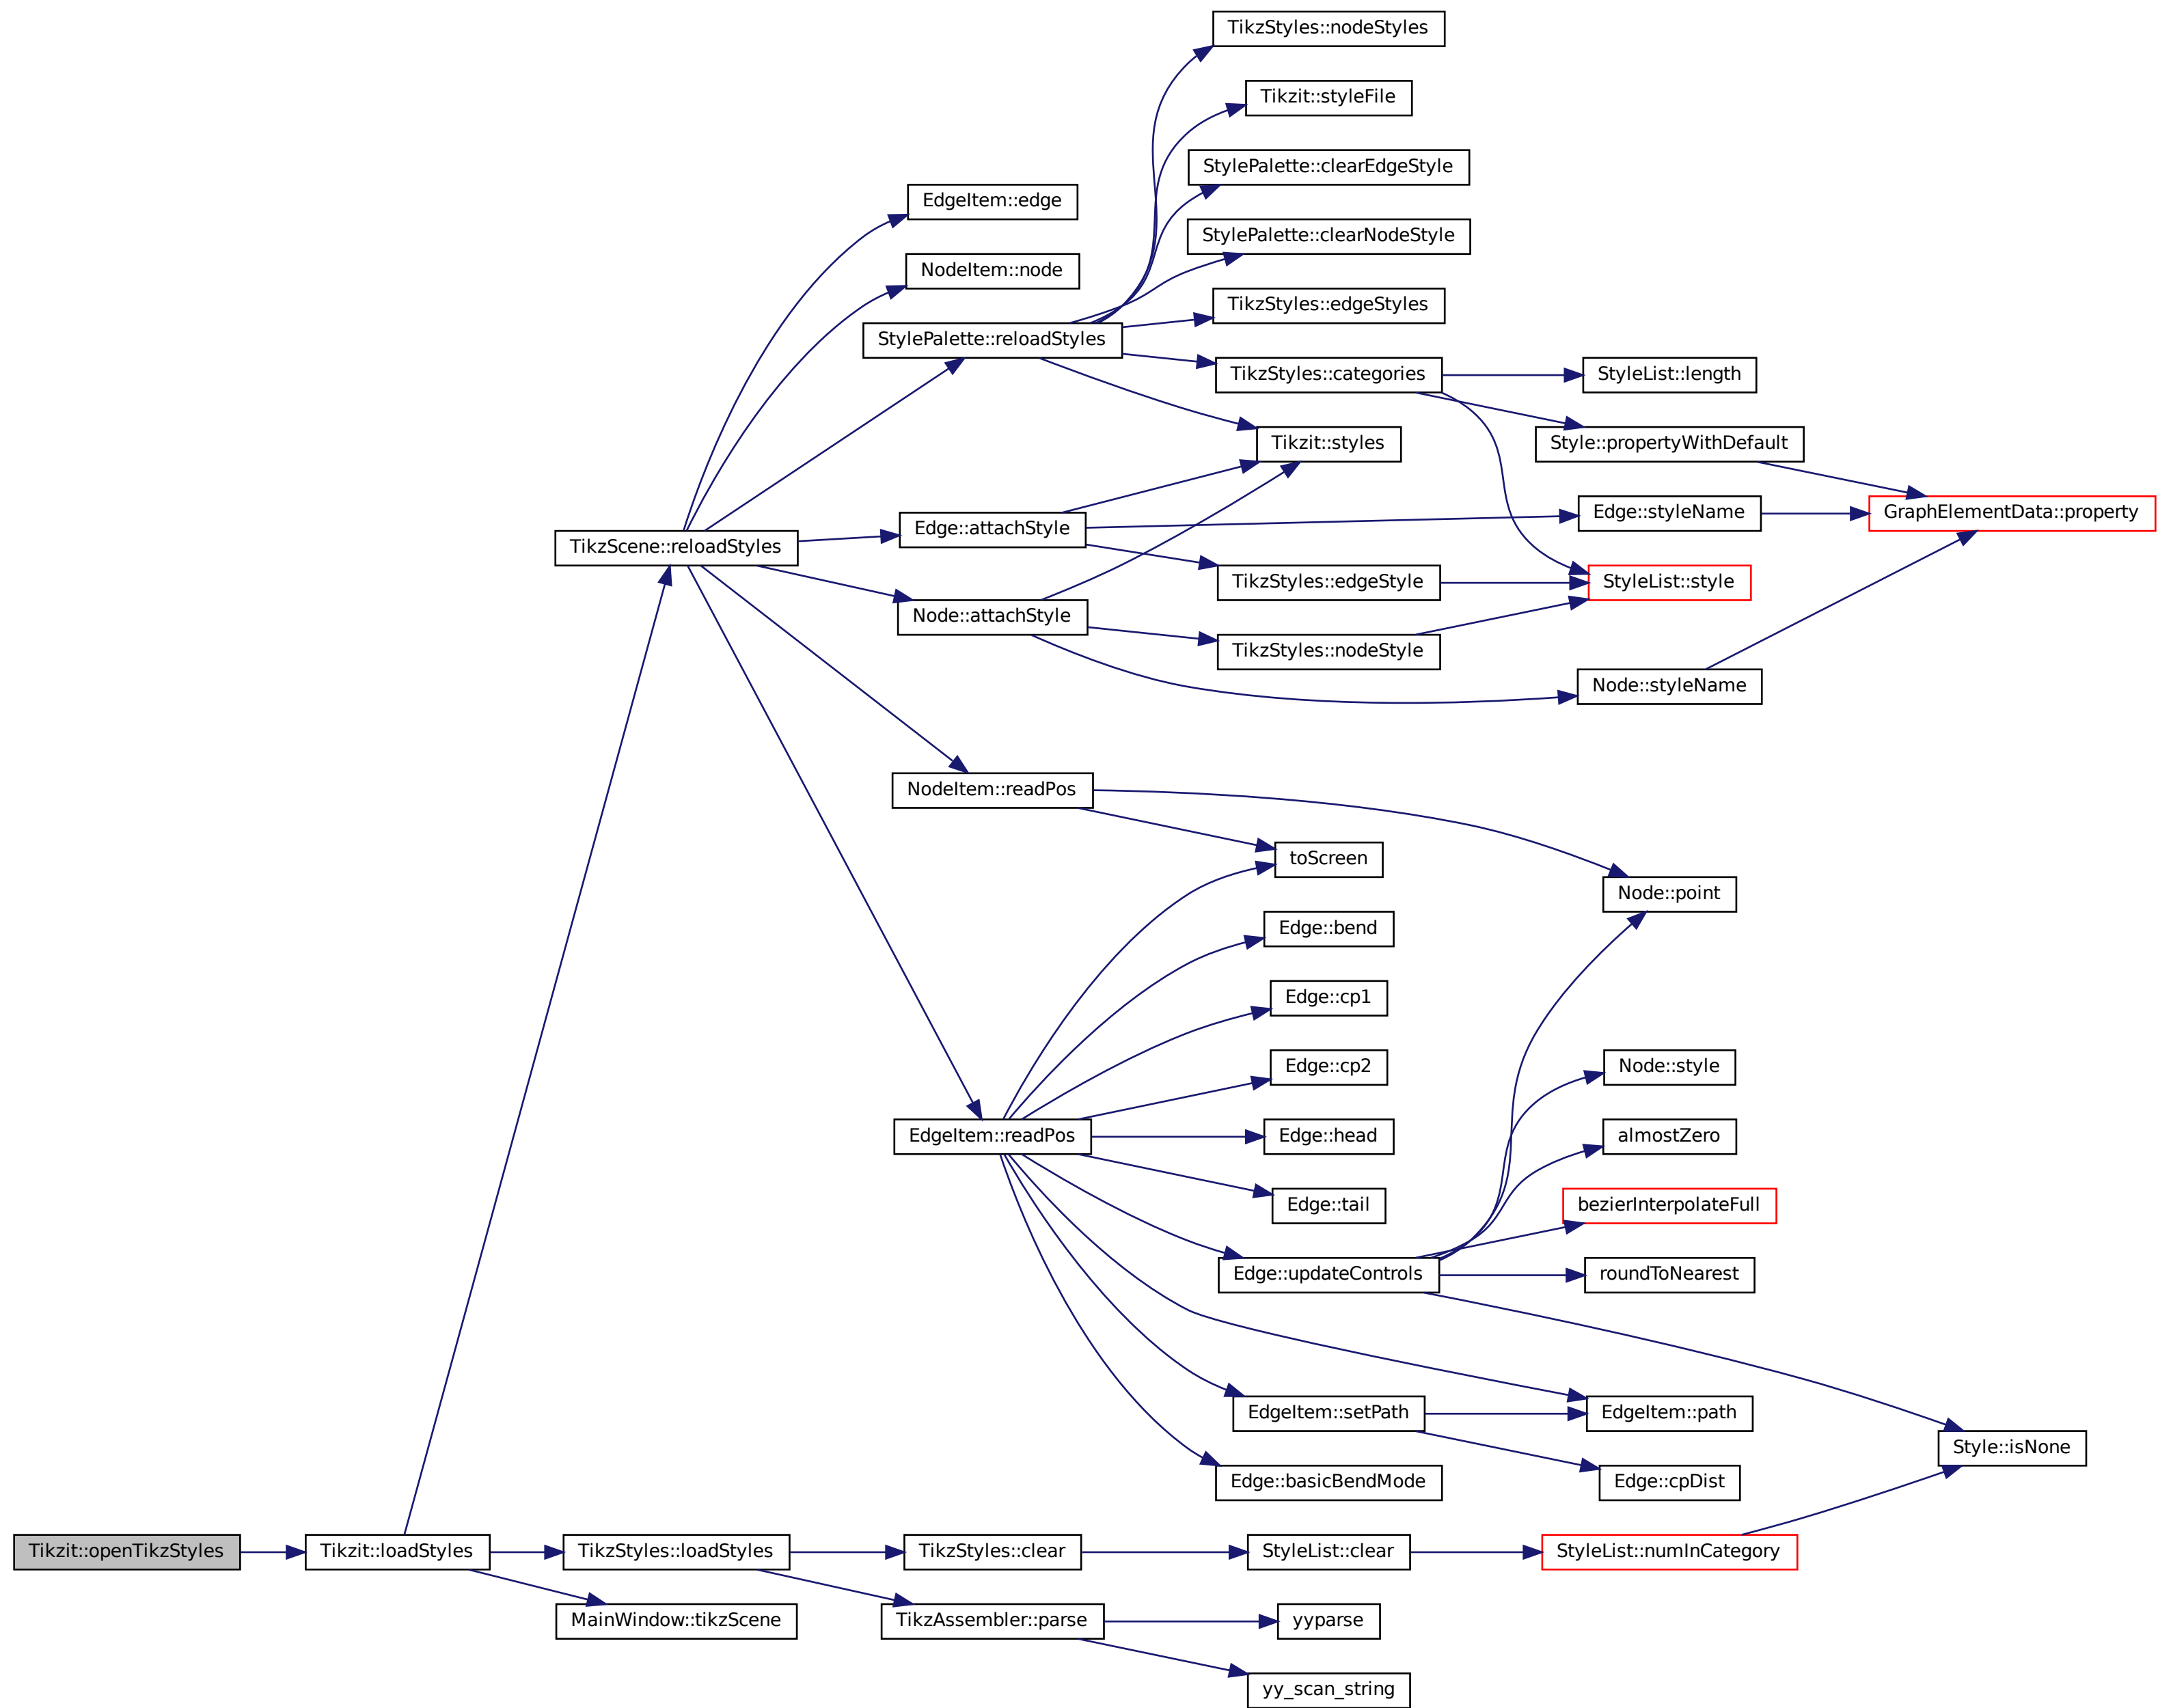 TikzStyles::nodeStyles
Tikzit::styleFile
StylePalette::clearEdgeStyle
EdgeItem::edge
StylePalette::clearNodeStyle
NodeItem::node
TikzStyles::edgeStyles
StylePalette::reloadStyles
TikzStyles::categories
StyleList::length
Tikzit::styles
Style::propertyWithDefault
Edge::attachStyle
Edge::styleName
GraphElementData::property
TikzScene::reloadStyles
TikzStyles::edgeStyle
StyleList::style
Node::attachStyle
TikzStyles::nodeStyle
Node::styleName
NodeItem::readPos
toScreen
Node::point
Edge::bend
Edge::cp1
Edge::cp2
Node::style
EdgeItem::readPos
Edge::head
almostZero
Edge::tail
bezierInterpolateFull
Edge::updateControls
roundToNearest
EdgeItem::setPath
EdgeItem::path
Style::isNone
Edge::basicBendMode
Edge::cpDist
Tikzit::openTikzStyles
Tikzit::loadStyles
TikzStyles::loadStyles
TikzStyles::clear
StyleList::clear
StyleList::numInCategory
MainWindow::tikzScene
TikzAssembler::parse
yyparse
yy_scan_string